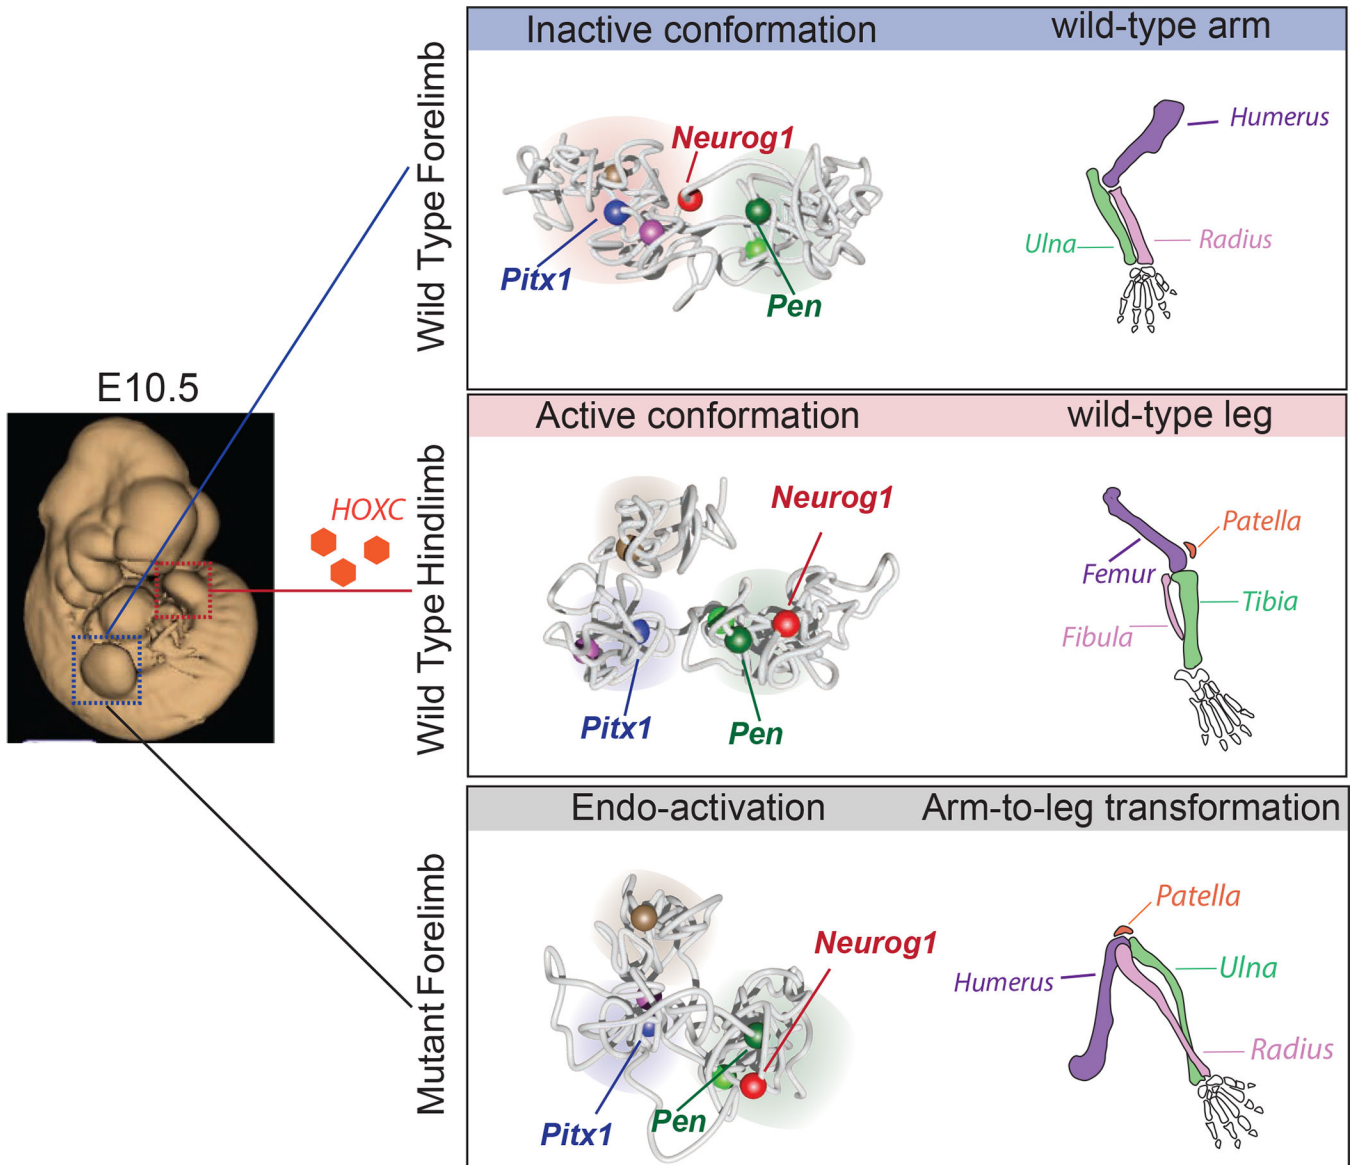 Inactive conformation
wild-type arm
Wild Type Forelimb
Neurog1
Pitx1
Pen
Humerus
Ulna
Radius
E10.5
HOXC
Active conformation
wild-type leg
Wild Type Hindlimb
Neurog1
Pitx1
Pen
Patella
Femur
Tibia
Fibula
Endo-activation
Arm-to-leg transformation
Mutant Forelimb
Neurog1
Pitx1
Pen
Patella
Humerus
Ulna
Radius